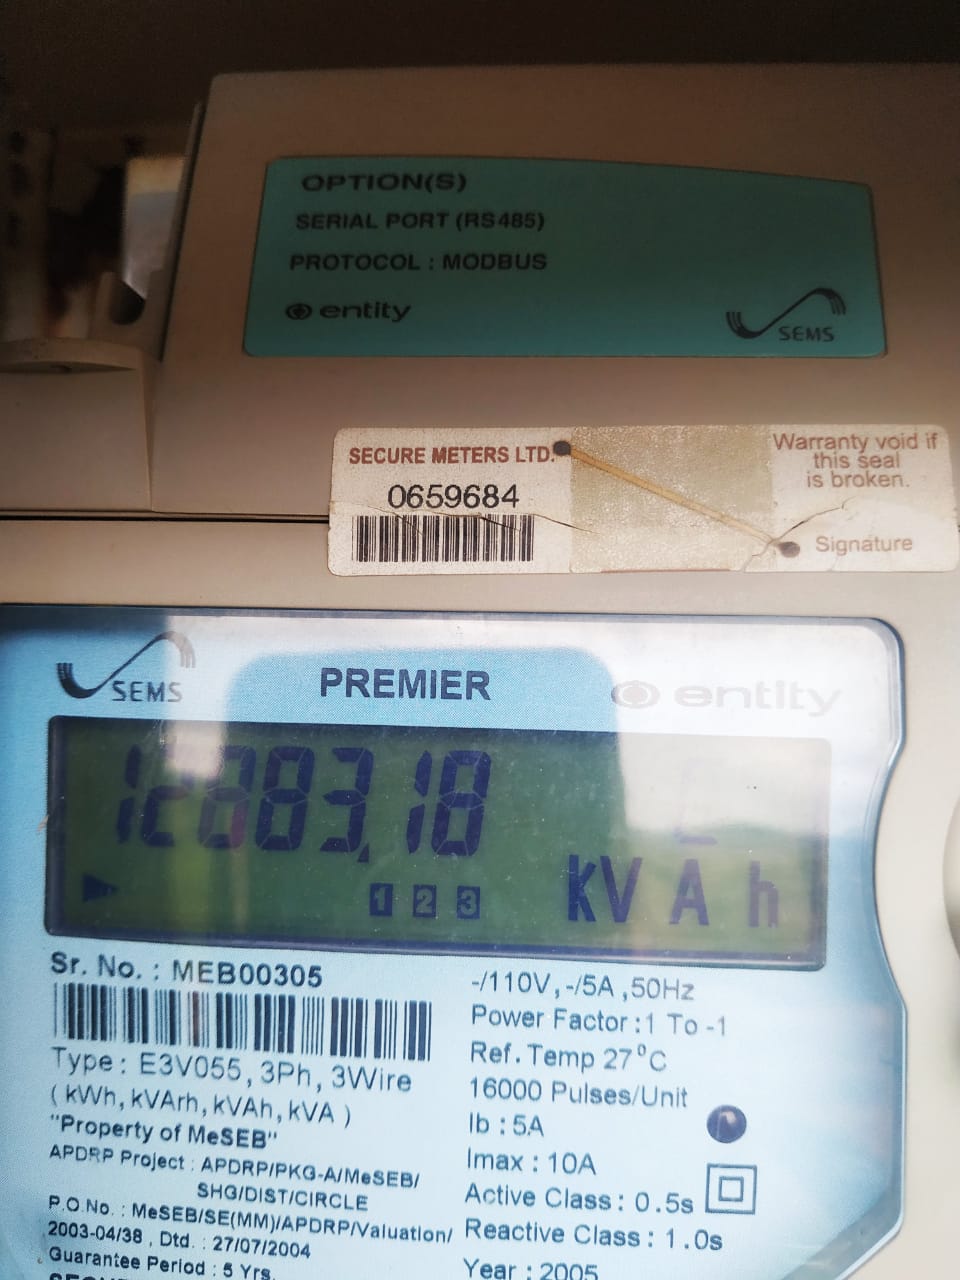 OPTION(S)
SERIAL PORT (RS485)
PROTOCOL : MODBUS
entity
SEMS
SECURE METERS LTD.
0659684
Warranty void if
this seal
is broken.
Signature
SEMS
PREMIER
entity
12883.18
1 2 3
KVAh
Sr. No. : MEB00305
Type : E3V055, 3Ph, 3Wire
( kWh, kVArh, kVAh, kVA )
"Property of MeSEB"
APDRP Project : APDRP/PKG-A/MeSEB/
SHG/DIST/CIRCLE
P.O.No. : MeSEB/SE(MM)/APDRP/Valuation/
2003-04/38 , Dtd. : 27/07/2004
Guarantee Period : 5 Yrs.
-/110V,-/5A ,50Hz
Power Factor :1 To -1
Ref. Temp 27°C
16000 Pulses/Unit
Ib : 5A
Imax : 10A
Active Class : 0.5s
Reactive Class : 1.0s
Year : 2005